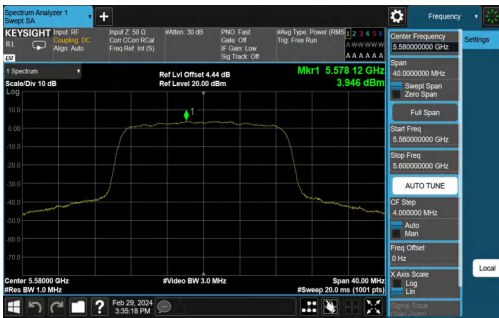 Spectrum Analyzer 1
Swept SA
+
Frequency
KEYSIGHT
RL
Input: RF
Coupling: DC
Align: Auto
Input Z: 50 Ω
Corr CCorr RCal
Freq Ref: Int (S)
#Atten: 30 dB
PNO: Fast
Gate: Off
IF Gain: Low
Sig Track: Off
#Avg Type: Power (RMS
Trig: Free Run
1 2 3 4 5 6
A W W W W W
A A A A A A
1 Spectrum
Scale/Div 10 dB
Log
Ref Lvl Offset 4.44 dB
Ref Level 20.00 dBm
Mkr1 5.578 12 GHz
3.946 dBm
1
10.0
0.00
-10.0
-20.0
-30.0
-40.0
-50.0
-60.0
-70.0
Center 5.58000 GHz
#Res BW 1.0 MHz
#Video BW 3.0 MHz
Span 40.00 MHz
#Sweep 20.0 ms (1001 pts)
Center Frequency
5.580000000 GHz
Span
40.0000000 MHz
Swept Span
Zero Span
Full Span
Start Freq
5.560000000 GHz
Stop Freq
5.600000000 GHz
AUTO TUNE
CF Step
4.000000 MHz
Auto
Man
Freq Offset
0 Hz
X Axis Scale
Log
Lin
Signal Track
Settings
Local
?
Feb 29, 2024
3:35:18 PM